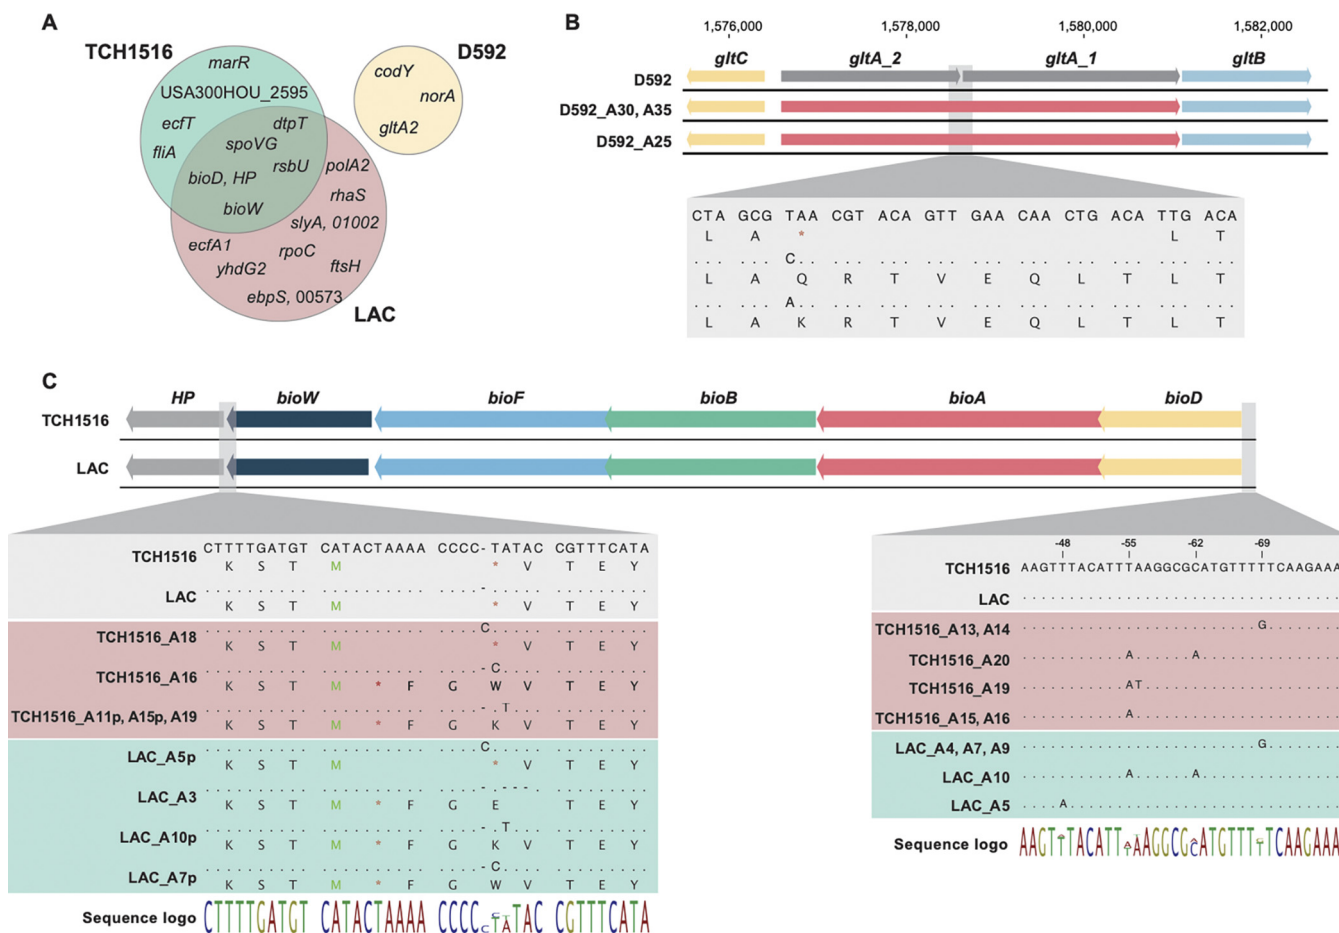 A
TCH1516
D592
marR
USA300HOU_2595
ecfT
dtpT
fliA
spoVG
bioD, HP
rsbU
polA2
bioW
rhaS
slyA, 01002
ecfA1
rpoC
yhdG2
ftsH
ebpS, 00573
LAC
codY
norA
gltA2
B
1,576,000 1,578,000 1,580,000 1,582,000
gltC gltA_2 gltA_1 gltB
D592
D592_A30, A35
D592_A25
CTA GCG TAA CGT ACA GTT GAA CAA CTG ACA TTG ACA
L A * L T
... ... C.. ... ... ... ... ... ... ... ... ...
L A Q R T V E Q L T L T
... ... A.. ... ... ... ... ... ... ... ... ...
L A K R T V E Q L T L T
C
HP bioW bioF bioB bioA bioD
TCH1516
LAC
TCH1516 CTTTTGATGT CATACTAAAA CCCC-TATAC CGTTTCATA
K S T M * V T E Y
LAC .......... .......... ....-..... .........
K S T M * V T E Y
TCH1516_A18 .......... .......... ....C..... .........
K S T M * V T E Y
TCH1516_A16 .......... .......... ....-C.... .........
K S T M * F G W V T E Y
TCH1516_A11p, A15p, A19 .......... .......... ....-.T... .........
K S T M * F G K V T E Y
LAC_A5p .......... .......... ....C..... .........
K S T M * V T E Y
LAC_A3 .......... .......... ....-.---. .........
K S T M * F G E T E Y
LAC_A10p .......... .......... ....-.T... .........
K S T M * F G K V T E Y
LAC_A7p .......... .......... ....-C.... .........
K S T M * F G W V T E Y
Sequence logo CTTTTGATGT CATACTAAAA CCCC CTATAC CGTTTCATA
-48 -55 -62 -69
TCH1516 AAGTTTACATTTAAGGCGCATGTTTTTCAAGAAA
LAC
TCH1516_A13, A14 G
TCH1516_A20 A A
TCH1516_A19 AT
TCH1516_A15, A16 A
LAC_A4, A7, A9 G
LAC_A10 A A
LAC_A5 A
Sequence logo